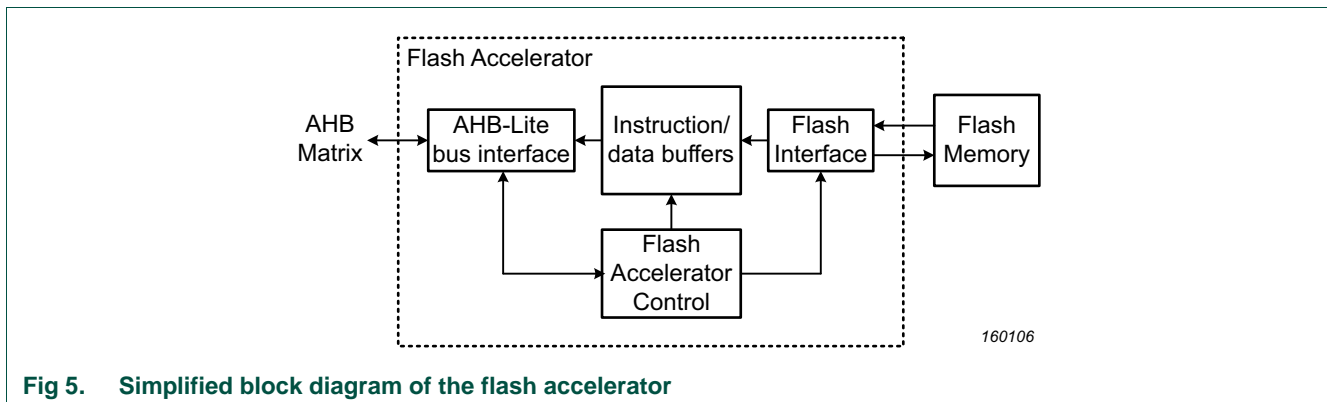 Flash Accelerator
AHB
Matrix
AHB-Lite
bus interface
Instruction/
data buffers
Flash
Interface
Flash
Memory
Flash
Accelerator
Control
160106
Fig 5. Simplified block diagram of the flash accelerator